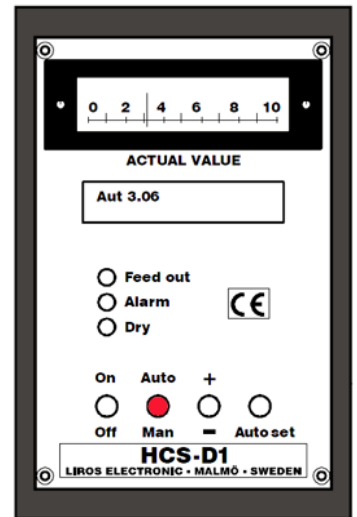 0 2 4 6 8 10
ACTUAL VALUE
Aut 3.06
Feed out
Alarm
CE
Dry
On Auto +
Off Man − Auto set
HCS-D1
LIROS ELECTRONIC • MALMÖ • SWEDEN